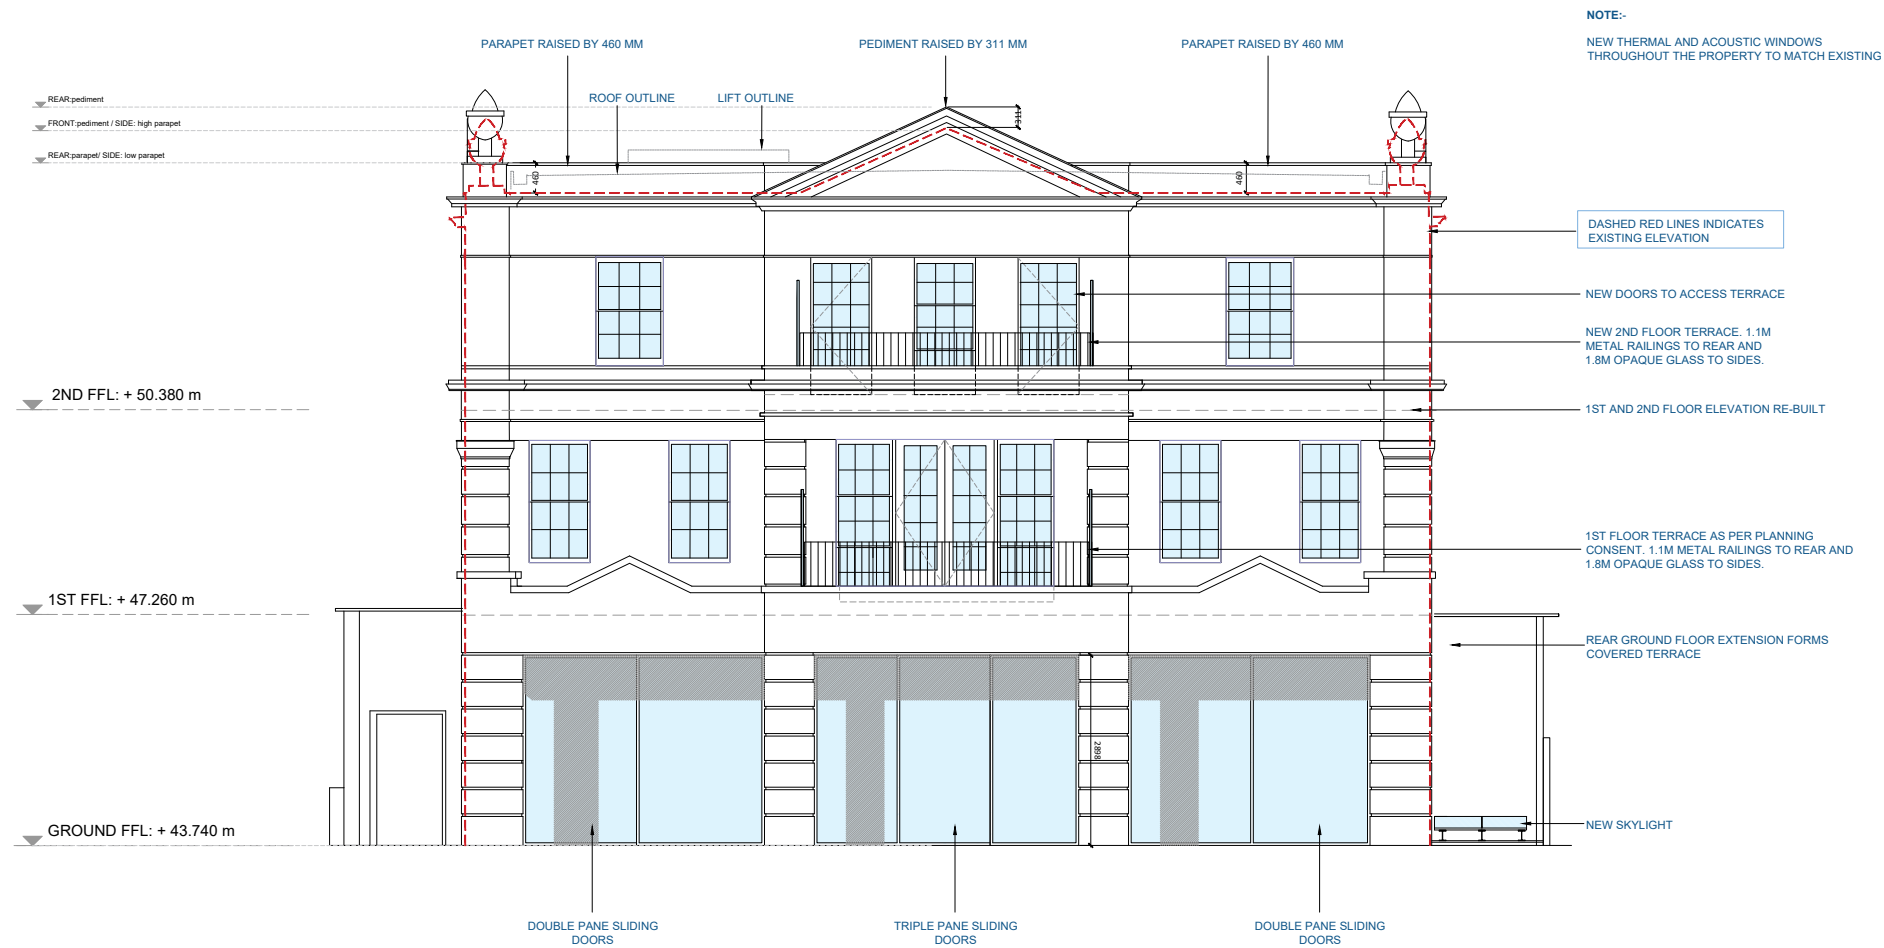 NOTE:-
NEW THERMAL AND ACOUSTIC WINDOWS
THROUGHOUT THE PROPERTY TO MATCH EXISTING
PARAPET RAISED BY 460 MM
PEDIMENT RAISED BY 311 MM
PARAPET RAISED BY 460 MM
REAR:pediment
ROOF OUTLINE
LIFT OUTLINE
311
FRONT:pediment / SIDE: high parapet
REAR:parapet/ SIDE: low parapet
460
460
DASHED RED LINES INDICATES
EXISTING ELEVATION
NEW DOORS TO ACCESS TERRACE
NEW 2ND FLOOR TERRACE. 1.1M
METAL RAILINGS TO REAR AND
1.8M OPAQUE GLASS TO SIDES.
2ND FFL: + 50.380 m
1ST AND 2ND FLOOR ELEVATION RE-BUILT
1ST FLOOR TERRACE AS PER PLANNING
CONSENT. 1.1M METAL RAILINGS TO REAR AND
1.8M OPAQUE GLASS TO SIDES.
1ST FFL: + 47.260 m
REAR GROUND FLOOR EXTENSION FORMS
COVERED TERRACE
2898
GROUND FFL: + 43.740 m
NEW SKYLIGHT
DOUBLE PANE SLIDING
DOORS
TRIPLE PANE SLIDING
DOORS
DOUBLE PANE SLIDING
DOORS